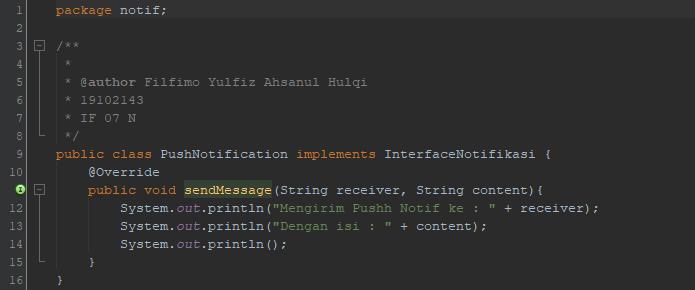 1 package notif;
2
3 /**
4 *
5 * @author Filfimo Yulfiz Ahsanul Hulqi
6 * 19102143
7 * IF 07 N
8 */
9 public class PushNotification implements InterfaceNotifikasi {
10 @Override
public void sendMessage(String receiver, String content){
12 System.out.println("Mengirim Pushh Notif ke : " + receiver);
13 System.out.println("Dengan isi : " + content);
14 System.out.println();
15 }
16 }